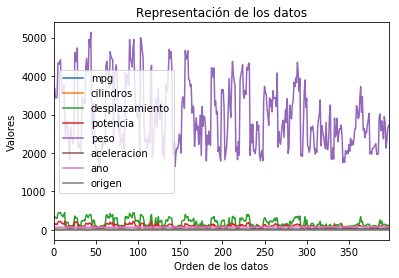 Representación de los datos
5000
4000
3000
2000
1000
0
Valores
mpg
cilindros
desplazamiento
potencia
peso
aceleracion
ano
origen
0 50 100 150 200 250 300 350
Orden de los datos